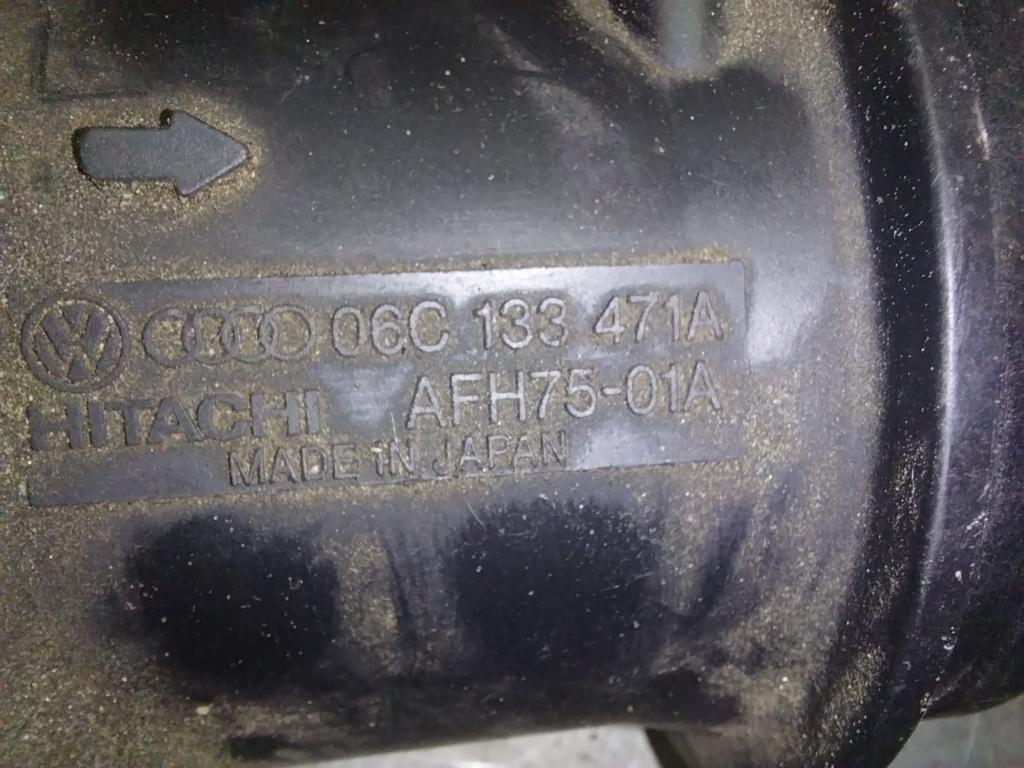 06C 133 471A
HITACHI AFH75-01A
MADE IN JAPAN